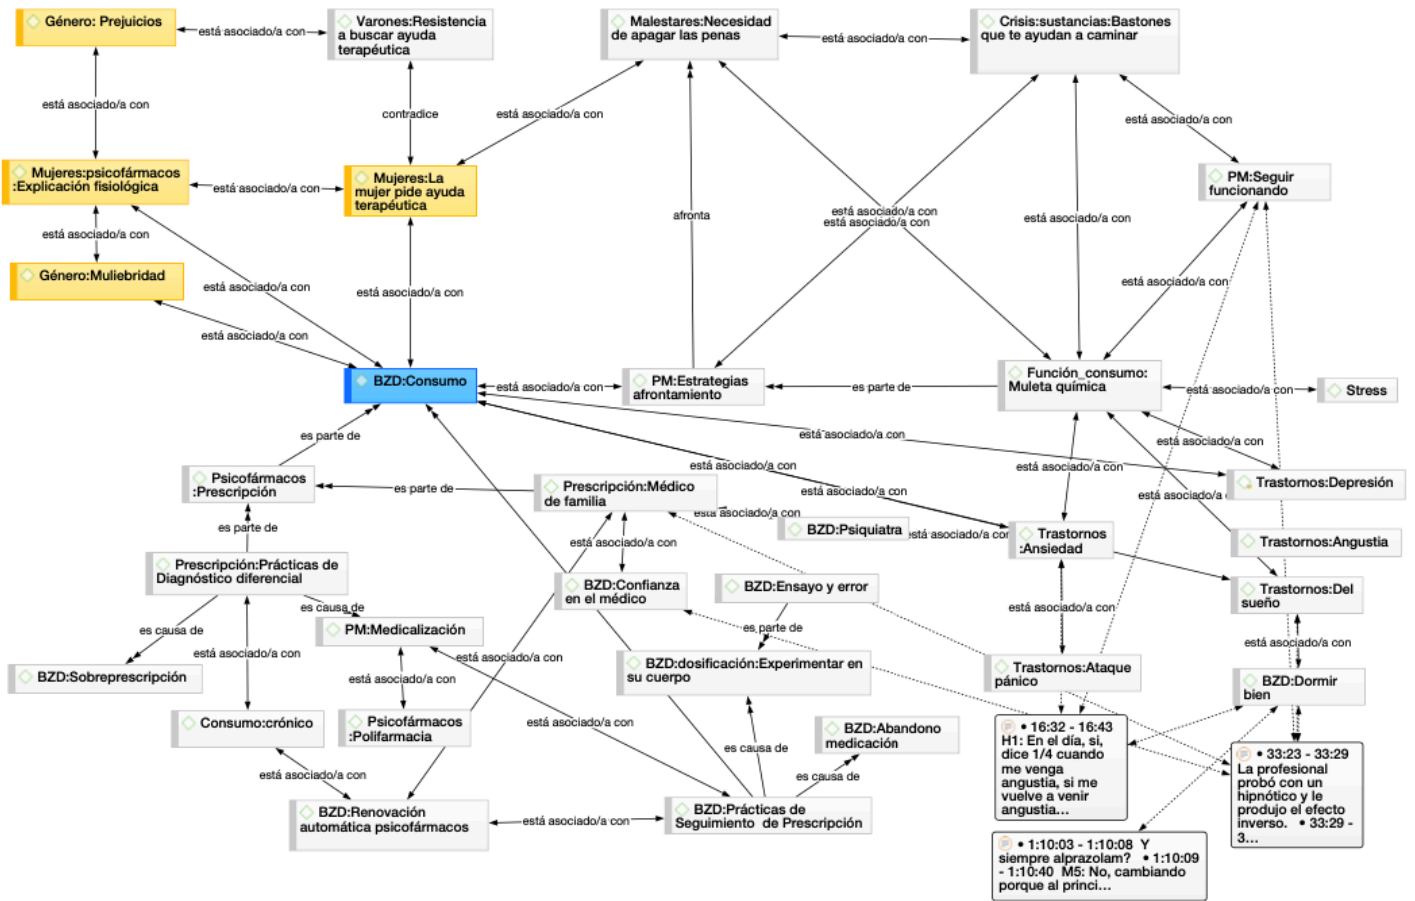 Género: Prejuicios
está asociado/a con
Varones:Resistencia
a buscar ayuda
terapéutica
Malestares:Necesidad
de apagar las penas
está asociado/a con
Crisis:sustancias:Bastones
que te ayudan a caminar
está asociado/a con
contradice
está asociado/a con
está asociado/a con
Mujeres:psicofármacos
:Explicación fisiológica
está asociado/a con
Mujeres:La
mujer pide ayuda
terapéutica
PM:Seguir
funcionando
afronta
está asociado/a con
está asociado/a con
está asociado/a con
está asociado/a con
Género:Muliebridad
está asociado/a con
está asociado/a con
está asociado/a con
está asociado/a con
BZD:Consumo
está asociado/a con
PM:Estrategias
afrontamiento
es parte de
Función_consumo:
Muleta química
está asociado/a con
Stress
es parte de
está asociado/a con
está asociado/a con
está asociado/a con
está asociado/a con
Psicofármacos
:Prescripción
es parte de
Prescripción:Médico
de familia
está asociado/a con
está asociado/a
Trastornos:Depresión
está asociado/a con
BZD:Psiquiatra
está asociado/a con
Trastornos
:Ansiedad
Trastornos:Angustia
es parte de
está asociado/a con
Prescripción:Prácticas de
Diagnóstico diferencial
BZD:Confianza
en el médico
BZD:Ensayo y error
Trastornos:Del
sueño
es causa de
está asociado/a con
es causa de
PM:Medicalización
es parte de
está asociado/a con
está asociado/a con
está asociado/a con
BZD:Sobreprescripción
está asociado/a con
BZD:dosificación:Experimentar en
su cuerpo
Trastornos:Ataque
pánico
BZD:Dormir
bien
Consumo:crónico
Psicofármacos
:Polifarmacia
está asociado/a con
BZD:Abandono
medicación
• 16:32 - 16:43
H1: En el día, si,
dice 1/4 cuando
me venga
angustia, si me
vuelve a venir
angustia…
es causa de
• 33:23 - 33:29
La profesional
probó con un
hipnótico y le
produjo el efecto
inverso. • 33:29 -
3…
está asociado/a con
es causa de
BZD:Renovación
automática psicofármacos
está asociado/a con
BZD:Prácticas de
Seguimiento de Prescripción
• 1:10:03 - 1:10:08 Y
siempre alprazolam? • 1:10:09
- 1:10:40 M5: No, cambiando
porque al princi…